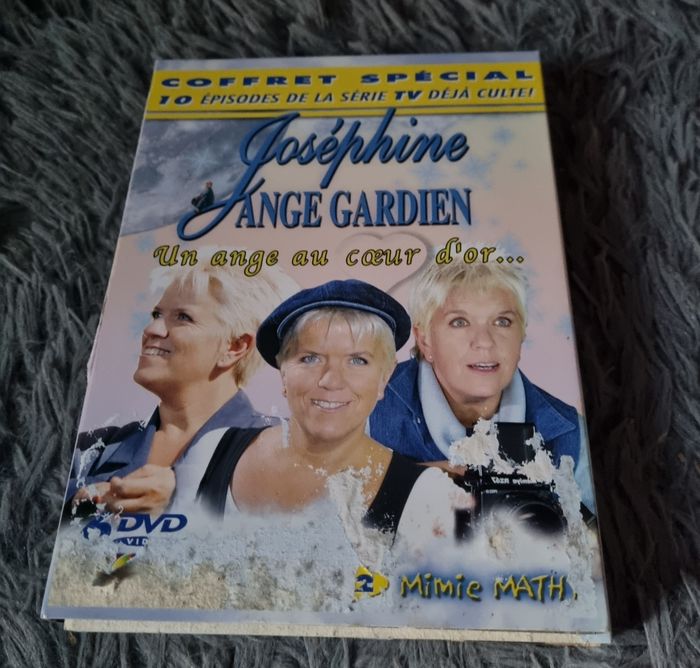 COFFRET SPÉCIAL
10 ÉPISODES DE LA SÉRIE TV DÉJÀ CULTE!
Joséphine
ANGE GARDIEN
Un ange au cœur d'or...
DVD
Mimie MATH